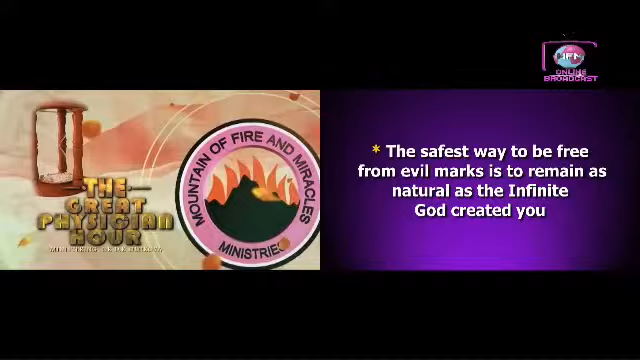 MFM
ONLINE
BROADCAST
THE
GREAT
PHYSICIAN
HOUR
MOUNTAIN OF FIRE AND MIRACLES
MINISTRIES
* The safest way to be free
from evil marks is to remain as
natural as the Infinite
God created you